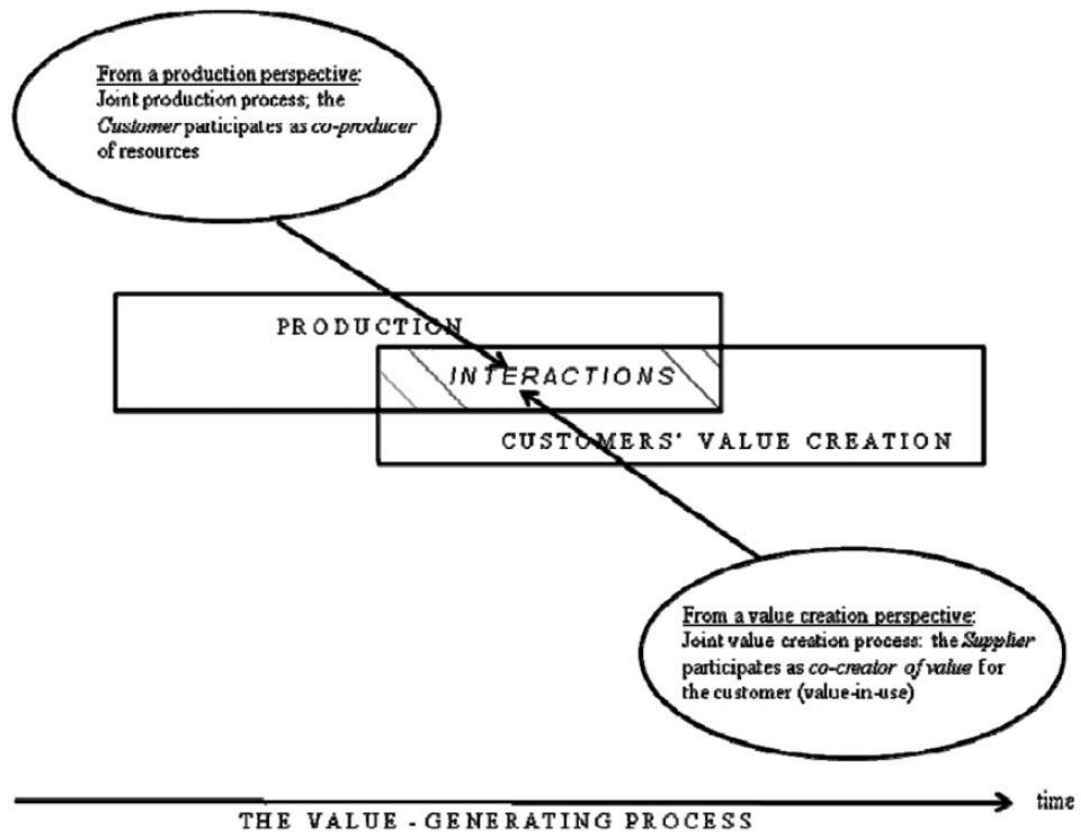 From a production perspective:
Joint production process; the
Customer participates as co-producer
of resources
PRODUCTION
INTERACTIONS
CUSTOMERS' VALUE CREATION
From a value creation perspective:
Joint value creation process: the Supplier
participates as co-creator of value for
the customer (value-in-use)
time
THE VALUE - GENERATING PROCESS